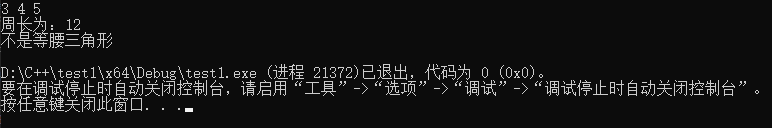 3 4 5
周长为：12
不是等腰三角形
D:\C++\test1\x64\Debug\test1.exe (进程 21372)已退出，代码为 0 (0x0)。
要在调试停止时自动关闭控制台，请启用“工具”->“选项”->“调试”->“调试停止时自动关闭控制台”。
按任意键关闭此窗口. . .